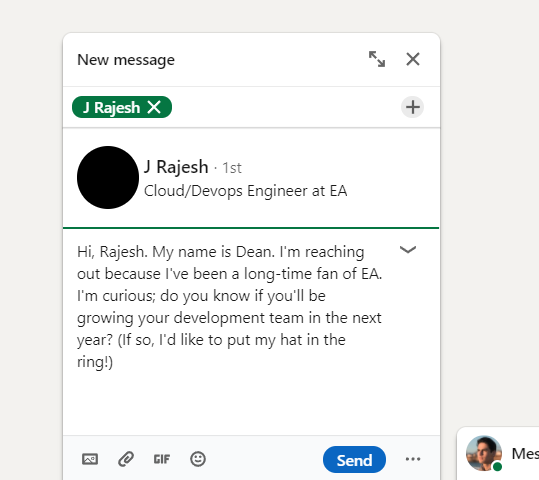 New message
J Rajesh
J Rajesh · 1st
Cloud/Devops Engineer at EA
Hi, Rajesh. My name is Dean. I'm reaching
out because I've been a long-time fan of EA.
I'm curious; do you know if you'll be
growing your development team in the next
year? (If so, I'd like to put my hat in the
ring!)
GIF
Send
Mes